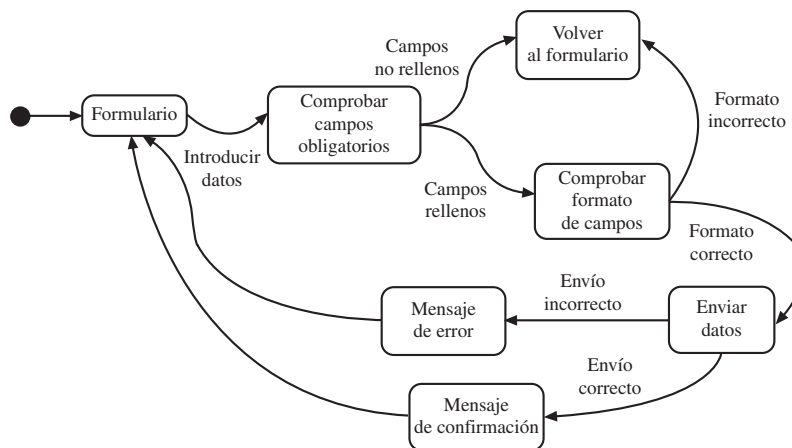 Formulario
Introducir
datos
Comprobar
campos
obligatorios
Campos
no rellenos
Volver
al formulario
Campos
rellenos
Comprobar
formato
de campos
Formato
incorrecto
Formato
correcto
Enviar
datos
Envío
incorrecto
Mensaje
de error
Envío
correcto
Mensaje
de confirmación